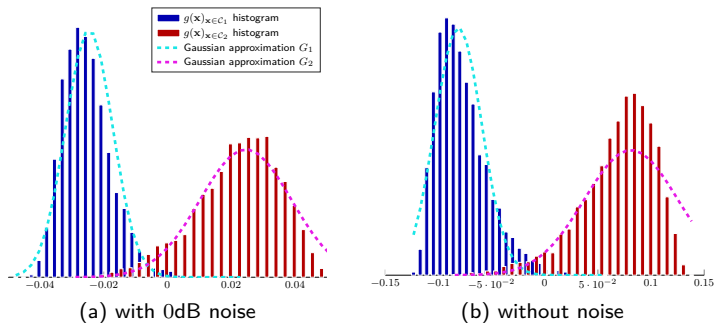 g(x)x∈C₁ histogram
g(x)x∈C₂ histogram
Gaussian approximation G₁
Gaussian approximation G₂
−0.04 −0.02 0 0.02 0.04
(a) with 0dB noise
−0.15 −0.1 −5 · 10⁻² 0 5 · 10⁻² 0.1 0.15
(b) without noise